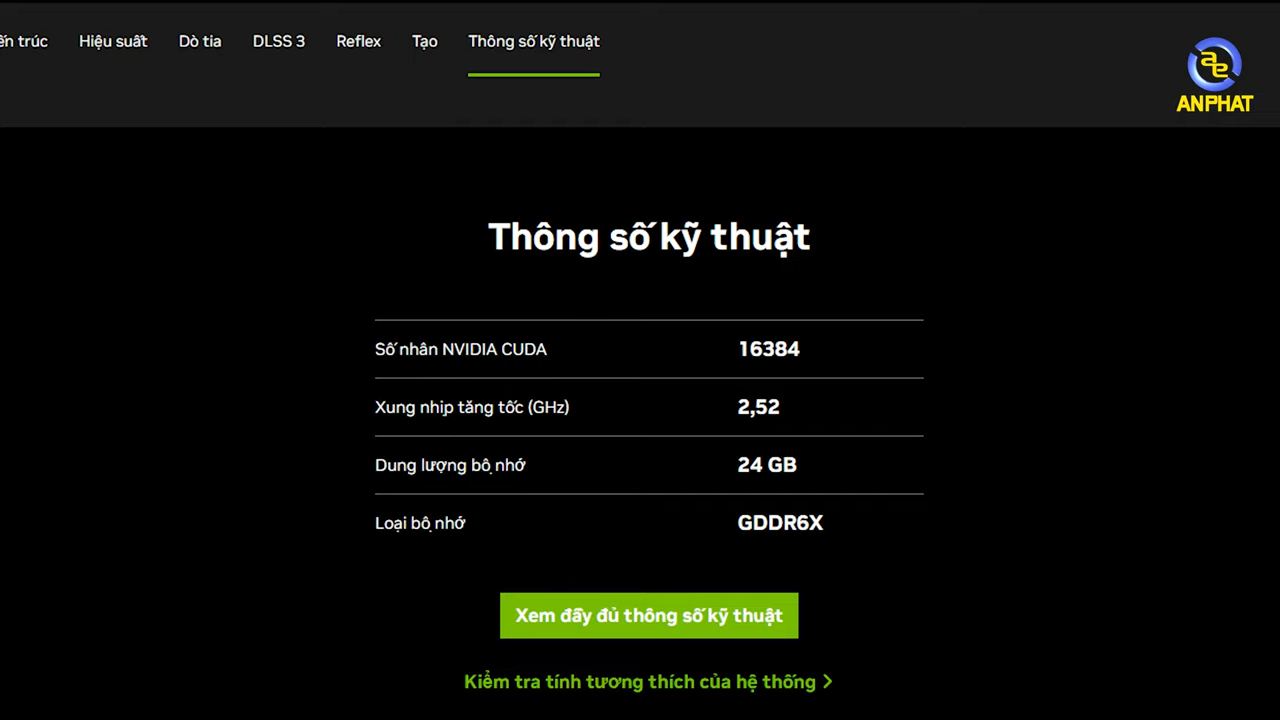 ến trúc Hiệu suất Dò tia DLSS 3 Reflex Tạo Thông số kỹ thuật
ae
ANPHAT
Thông số kỹ thuật
Số nhân NVIDIA CUDA 16384
Xung nhịp tăng tốc (GHz) 2,52
Dung lượng bộ nhớ 24 GB
Loại bộ nhớ GDDR6X
Xem đầy đủ thông số kỹ thuật
Kiểm tra tính tương thích của hệ thống >